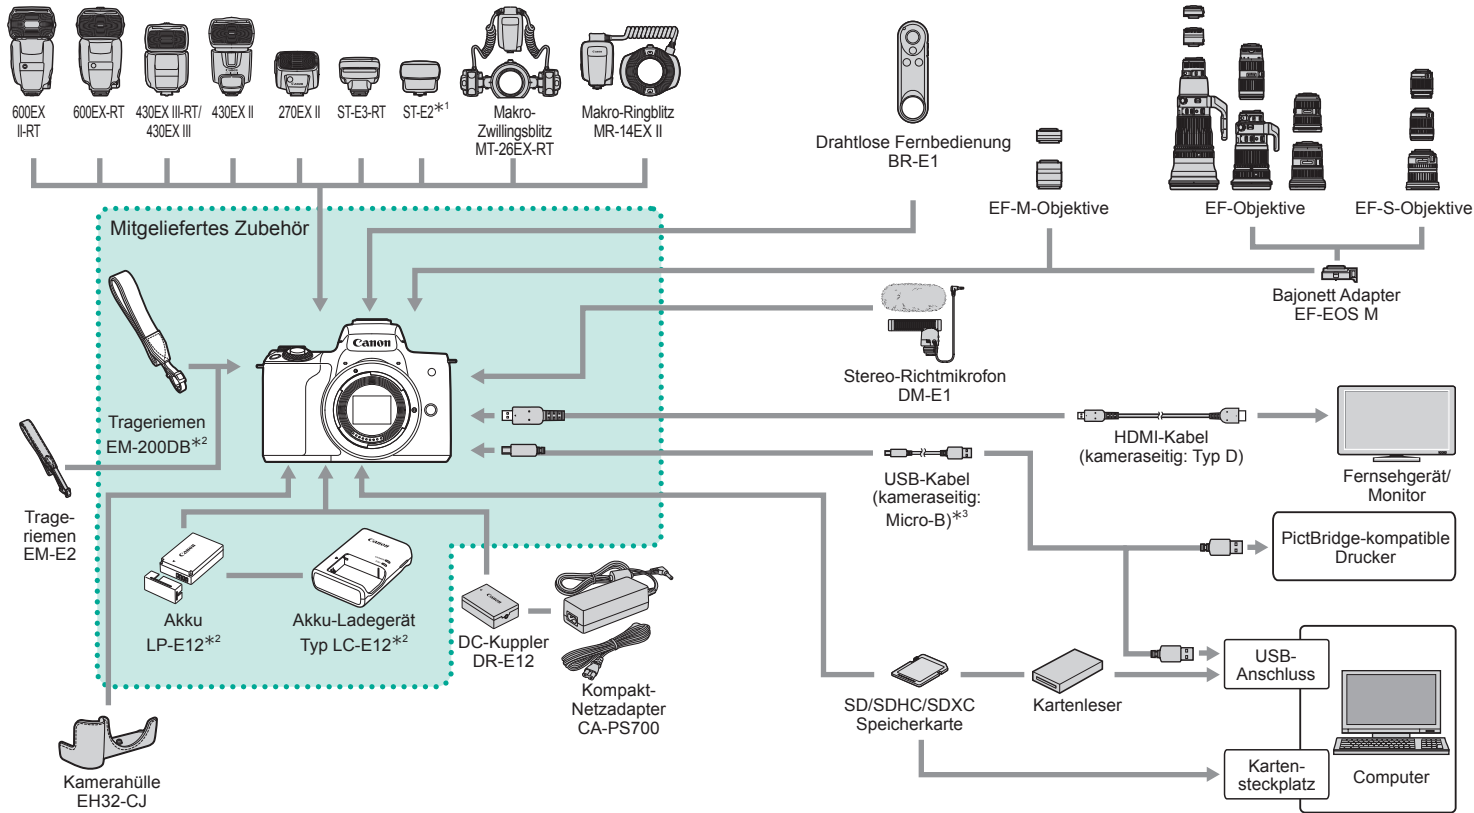 600EX
II-RT
600EX-RT
430EX III-RT/
430EX III
430EX II
270EX II
ST-E3-RT
ST-E2*1
Makro-
Zwillingsblitz
MT-26EX-RT
Makro-Ringblitz
MR-14EX II
Drahtlose Fernbedienung
BR-E1
EF-M-Objektive
EF-Objektive
EF-S-Objektive
Bajonett Adapter
EF-EOS M
Mitgeliefertes Zubehör
Canon
Trageriemen
EM-200DB*2
Trage-
riemen
EM-E2
Stereo-Richtmikrofon
DM-E1
HDMI-Kabel
(kameraseitig: Typ D)
Fernsehgerät/
Monitor
USB-Kabel
(kameraseitig:
Micro-B)*3
PictBridge-kompatible
Drucker
Canon
Akku
LP-E12*2
Canon
Akku-Ladegerät
Typ LC-E12*2
Canon
DC-Kuppler
DR-E12
Kompakt-
Netzadapter
CA-PS700
SD/SDHC/SDXC
Speicherkarte
Kartenleser
USB-
Anschluss
Karten-
steckplatz
Computer
Kamerahülle
EH32-CJ